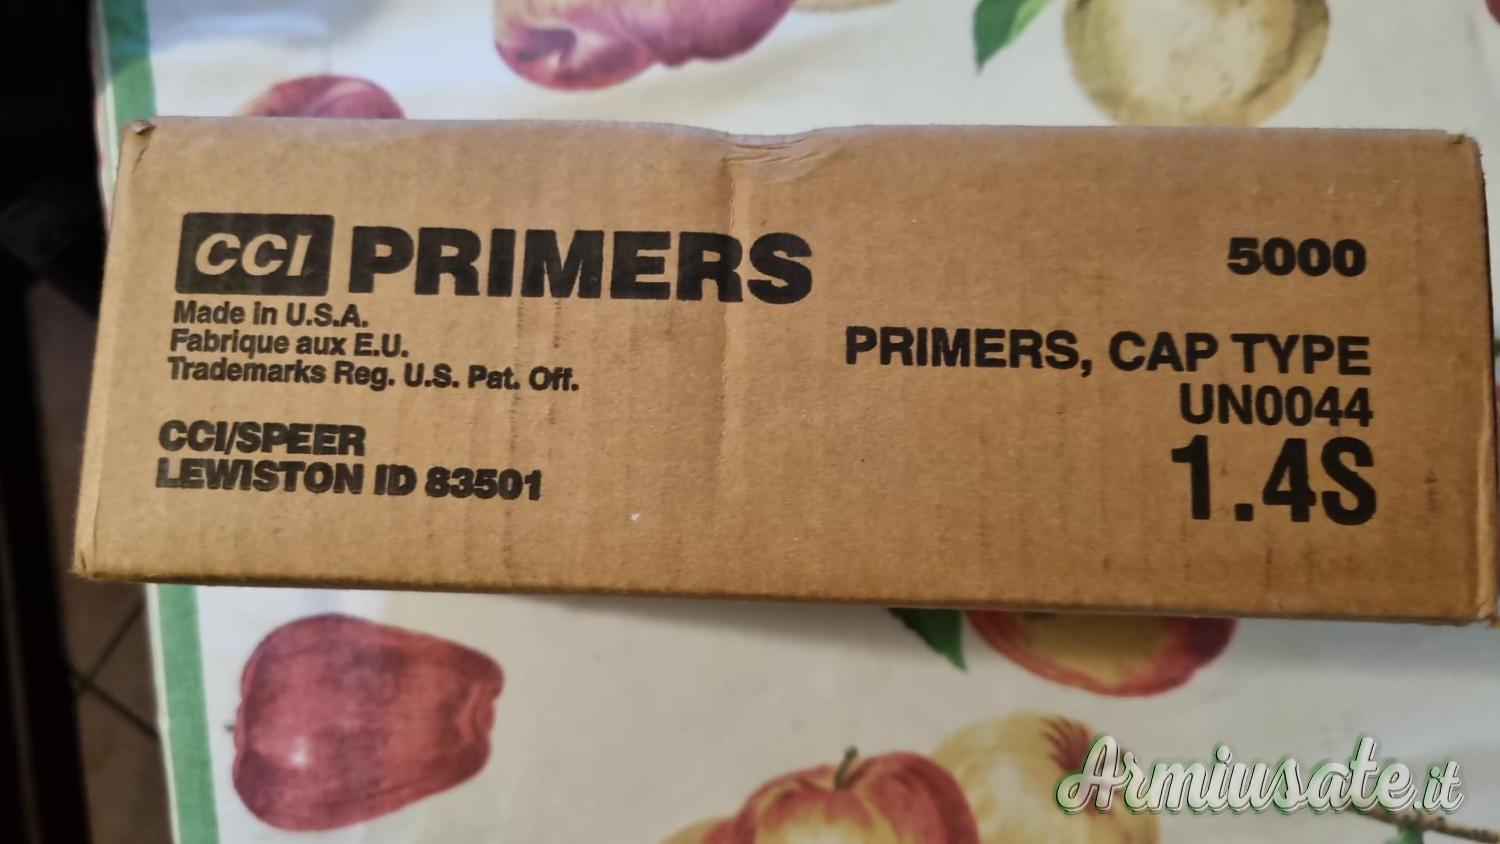 CCI PRIMERS
Made in U.S.A.
Fabrique aux E.U.
Trademarks Reg. U.S. Pat. Off.
CCI/SPEER
LEWISTON ID 83501
5000
PRIMERS, CAP TYPE
UN0044
1.4S
Armiusate.it